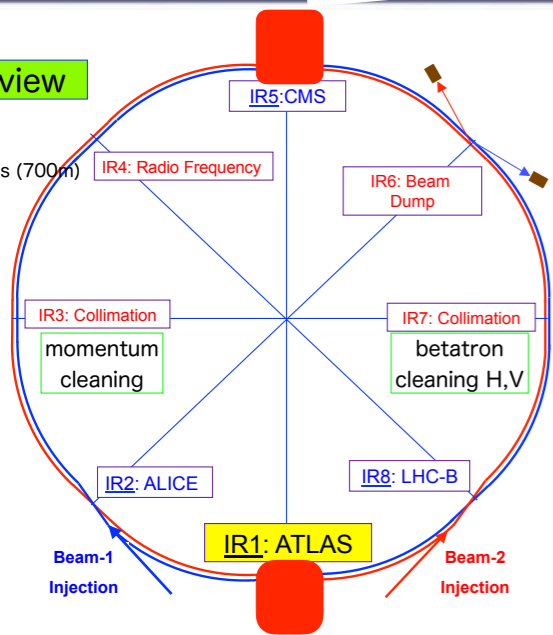 view
IR5:CMS
s (700m)
IR4: Radio Frequency
IR6: Beam
Dump
IR3: Collimation
IR7: Collimation
momentum
cleaning
betatron
cleaning H,V
IR2: ALICE
IR8: LHC-B
IR1: ATLAS
Beam-1
Injection
Beam-2
Injection